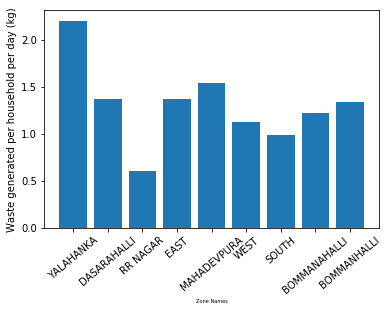 Waste generated per household per day (kg)
2.0
1.5
1.0
0.5
0.0
YALAHANKA
DASARAHALLI
RR NAGAR
EAST
MAHADEVPURA
WEST
SOUTH
BOMMANAHALLI
BOMMANHALLI
Zone Names